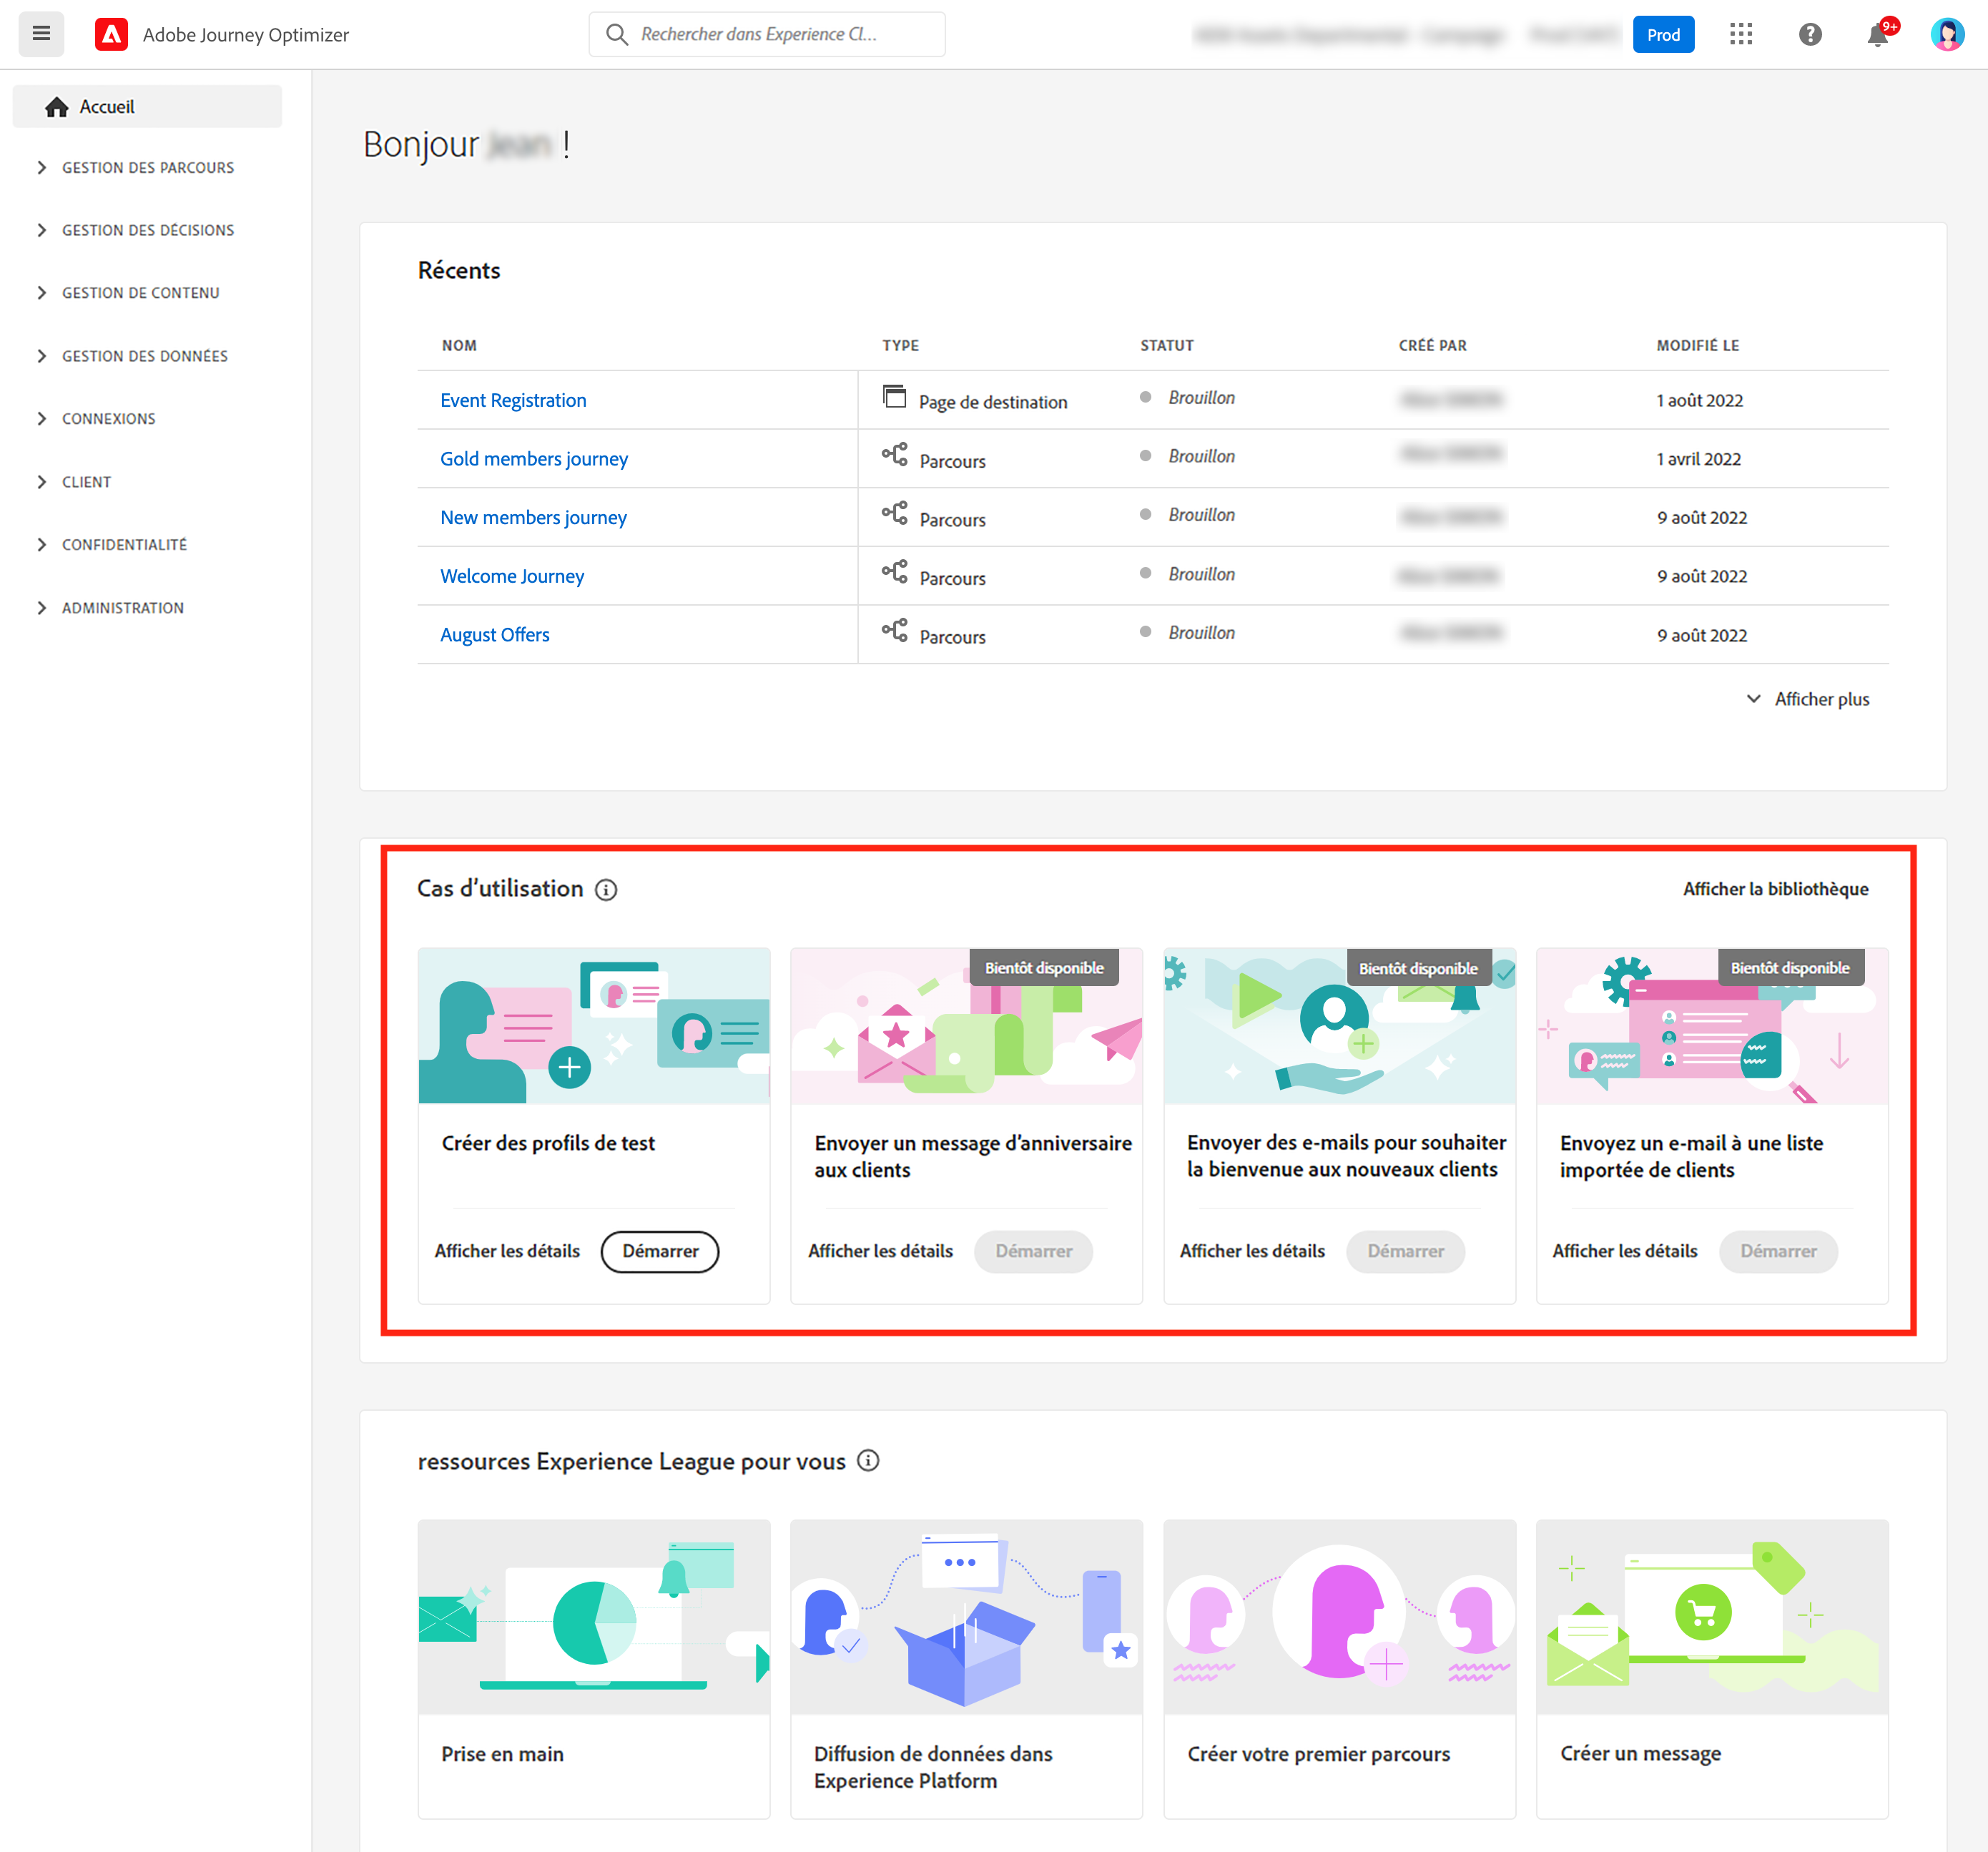 Adobe Journey Optimizer
Rechercher dans Experience Cl...
Prod
9+
Accueil
GESTION DES PARCOURS
GESTION DES DÉCISIONS
GESTION DE CONTENU
GESTION DES DONNÉES
CONNEXIONS
CLIENT
CONFIDENTIALITÉ
ADMINISTRATION
Bonjour !
Récents
NOM TYPE STATUT CRÉÉ PAR MODIFIÉ LE
Event Registration Page de destination Brouillon 1 août 2022
Gold members journey Parcours Brouillon 1 avril 2022
New members journey Parcours Brouillon 9 août 2022
Welcome Journey Parcours Brouillon 9 août 2022
August Offers Parcours Brouillon 9 août 2022
Afficher plus
Cas d’utilisation
Afficher la bibliothèque
Créer des profils de test
Afficher les détails Démarrer
Bientôt disponible
Envoyer un message d’anniversaire
aux clients
Afficher les détails Démarrer
Bientôt disponible
Envoyer des e-mails pour souhaiter
la bienvenue aux nouveaux clients
Afficher les détails Démarrer
Bientôt disponible
Envoyez un e-mail à une liste
importée de clients
Afficher les détails Démarrer
ressources Experience League pour vous
Prise en main
Diffusion de données dans
Experience Platform
Créer votre premier parcours
Créer un message